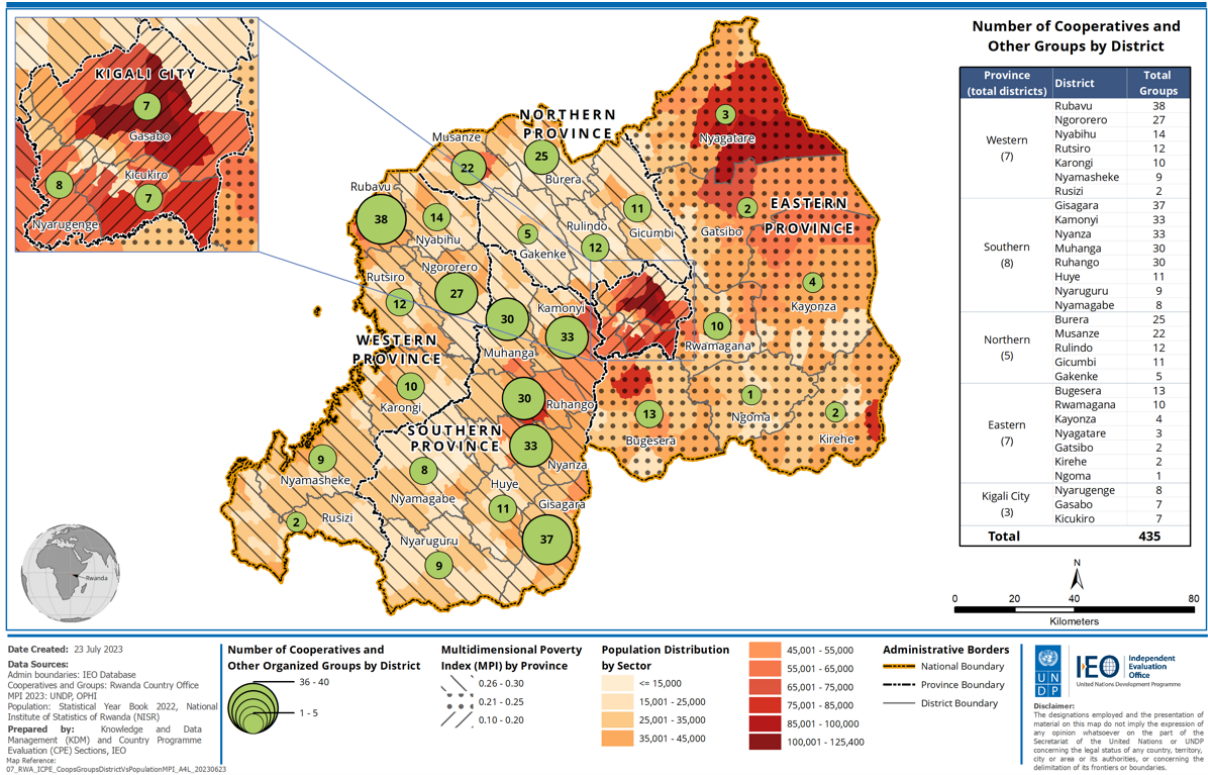 KIGALI CITY
7
Gasabo
Kicukiro
8
7
Nyarugenge
NORTHERN
PROVINCE
Musanze
22
25
Burera
3
Nyagatare
Rubavu
38
14
Nyabihu
5
Gakenke
Rulindo
12
11
Gicumbi
2
Gatsibo
EASTERN
PROVINCE
Rutsiro
12
Ngororero
27
30
Muhanga
Kamonyi
33
4
Kayonza
10
Rwamagana
WESTERN
PROVINCE
10
Karongi
30
Ruhango
13
Bugesera
1
Ngoma
2
Kirehe
SOUTHERN
PROVINCE
33
Nyanza
9
Nyamasheke
8
Nyamagabe
Huye
11
Gisagara
37
2
Rusizi
Nyaruguru
9
Rwanda
Number of Cooperatives and
Other Groups by District
Province
(total districts)
District
Total
Groups
Western
(7)
Rubavu 38
Ngororero 27
Nyabihu 14
Rutsiro 12
Karongi 10
Nyamasheke 9
Rusizi 2
Southern
(8)
Gisagara 37
Kamonyi 33
Nyanza 33
Muhanga 30
Ruhango 30
Huye 11
Nyaruguru 9
Nyamagabe 8
Northern
(5)
Burera 25
Musanze 22
Rulindo 12
Gicumbi 11
Gakenke 5
Eastern
(7)
Bugesera 13
Rwamagana 10
Kayonza 4
Nyagatare 3
Gatsibo 2
Kirehe 2
Ngoma 1
Kigali City
(3)
Nyarugenge 8
Gasabo 7
Kicukiro 7
Total 435
N
0 20 40 80
Kilometers
Date Created: 23 July 2023
Data Sources:
Admin boundaries: IEO Database
Cooperatives and Groups: Rwanda Country Office
MPI 2023: UNDP, OPHI
Population: Statistical Year Book 2022, National
Institute of Statistics of Rwanda (NISR)
Prepared by: Knowledge and Data
Management (KDM) and Country Programme
Evaluation (CPE) Sections, IEO
Map Reference:
07_RWA_ICPE_CoopsGroupsDistrictVsPopulationMPI_A4L_20230623
Number of Cooperatives and
Other Organized Groups by District
36 - 40
1 - 5
Multidimensional Poverty
Index (MPI) by Province
0.26 - 0.30
0.21 - 0.25
0.10 - 0.20
Population Distribution
by Sector
<= 15,000
15,001 - 25,000
25,001 - 35,000
35,001 - 45,000
45,001 - 55,000
55,001 - 65,000
65,001 - 75,000
75,001 - 85,000
85,001 - 100,000
100,001 - 125,400
Administrative Borders
National Boundary
Province Boundary
District Boundary
U N
D P
IEO
Independent
Evaluation
Office
United Nations Development Programme
Disclaimer:
The designations employed and the presentation of
material on this map do not imply the expression of
any opinion whatsoever on the part of the
Secretariat of the United Nations or UNDP
concerning the legal status of any country, territory,
city or area or its authorities, or concerning the
delimitation of its frontiers or boundaries.